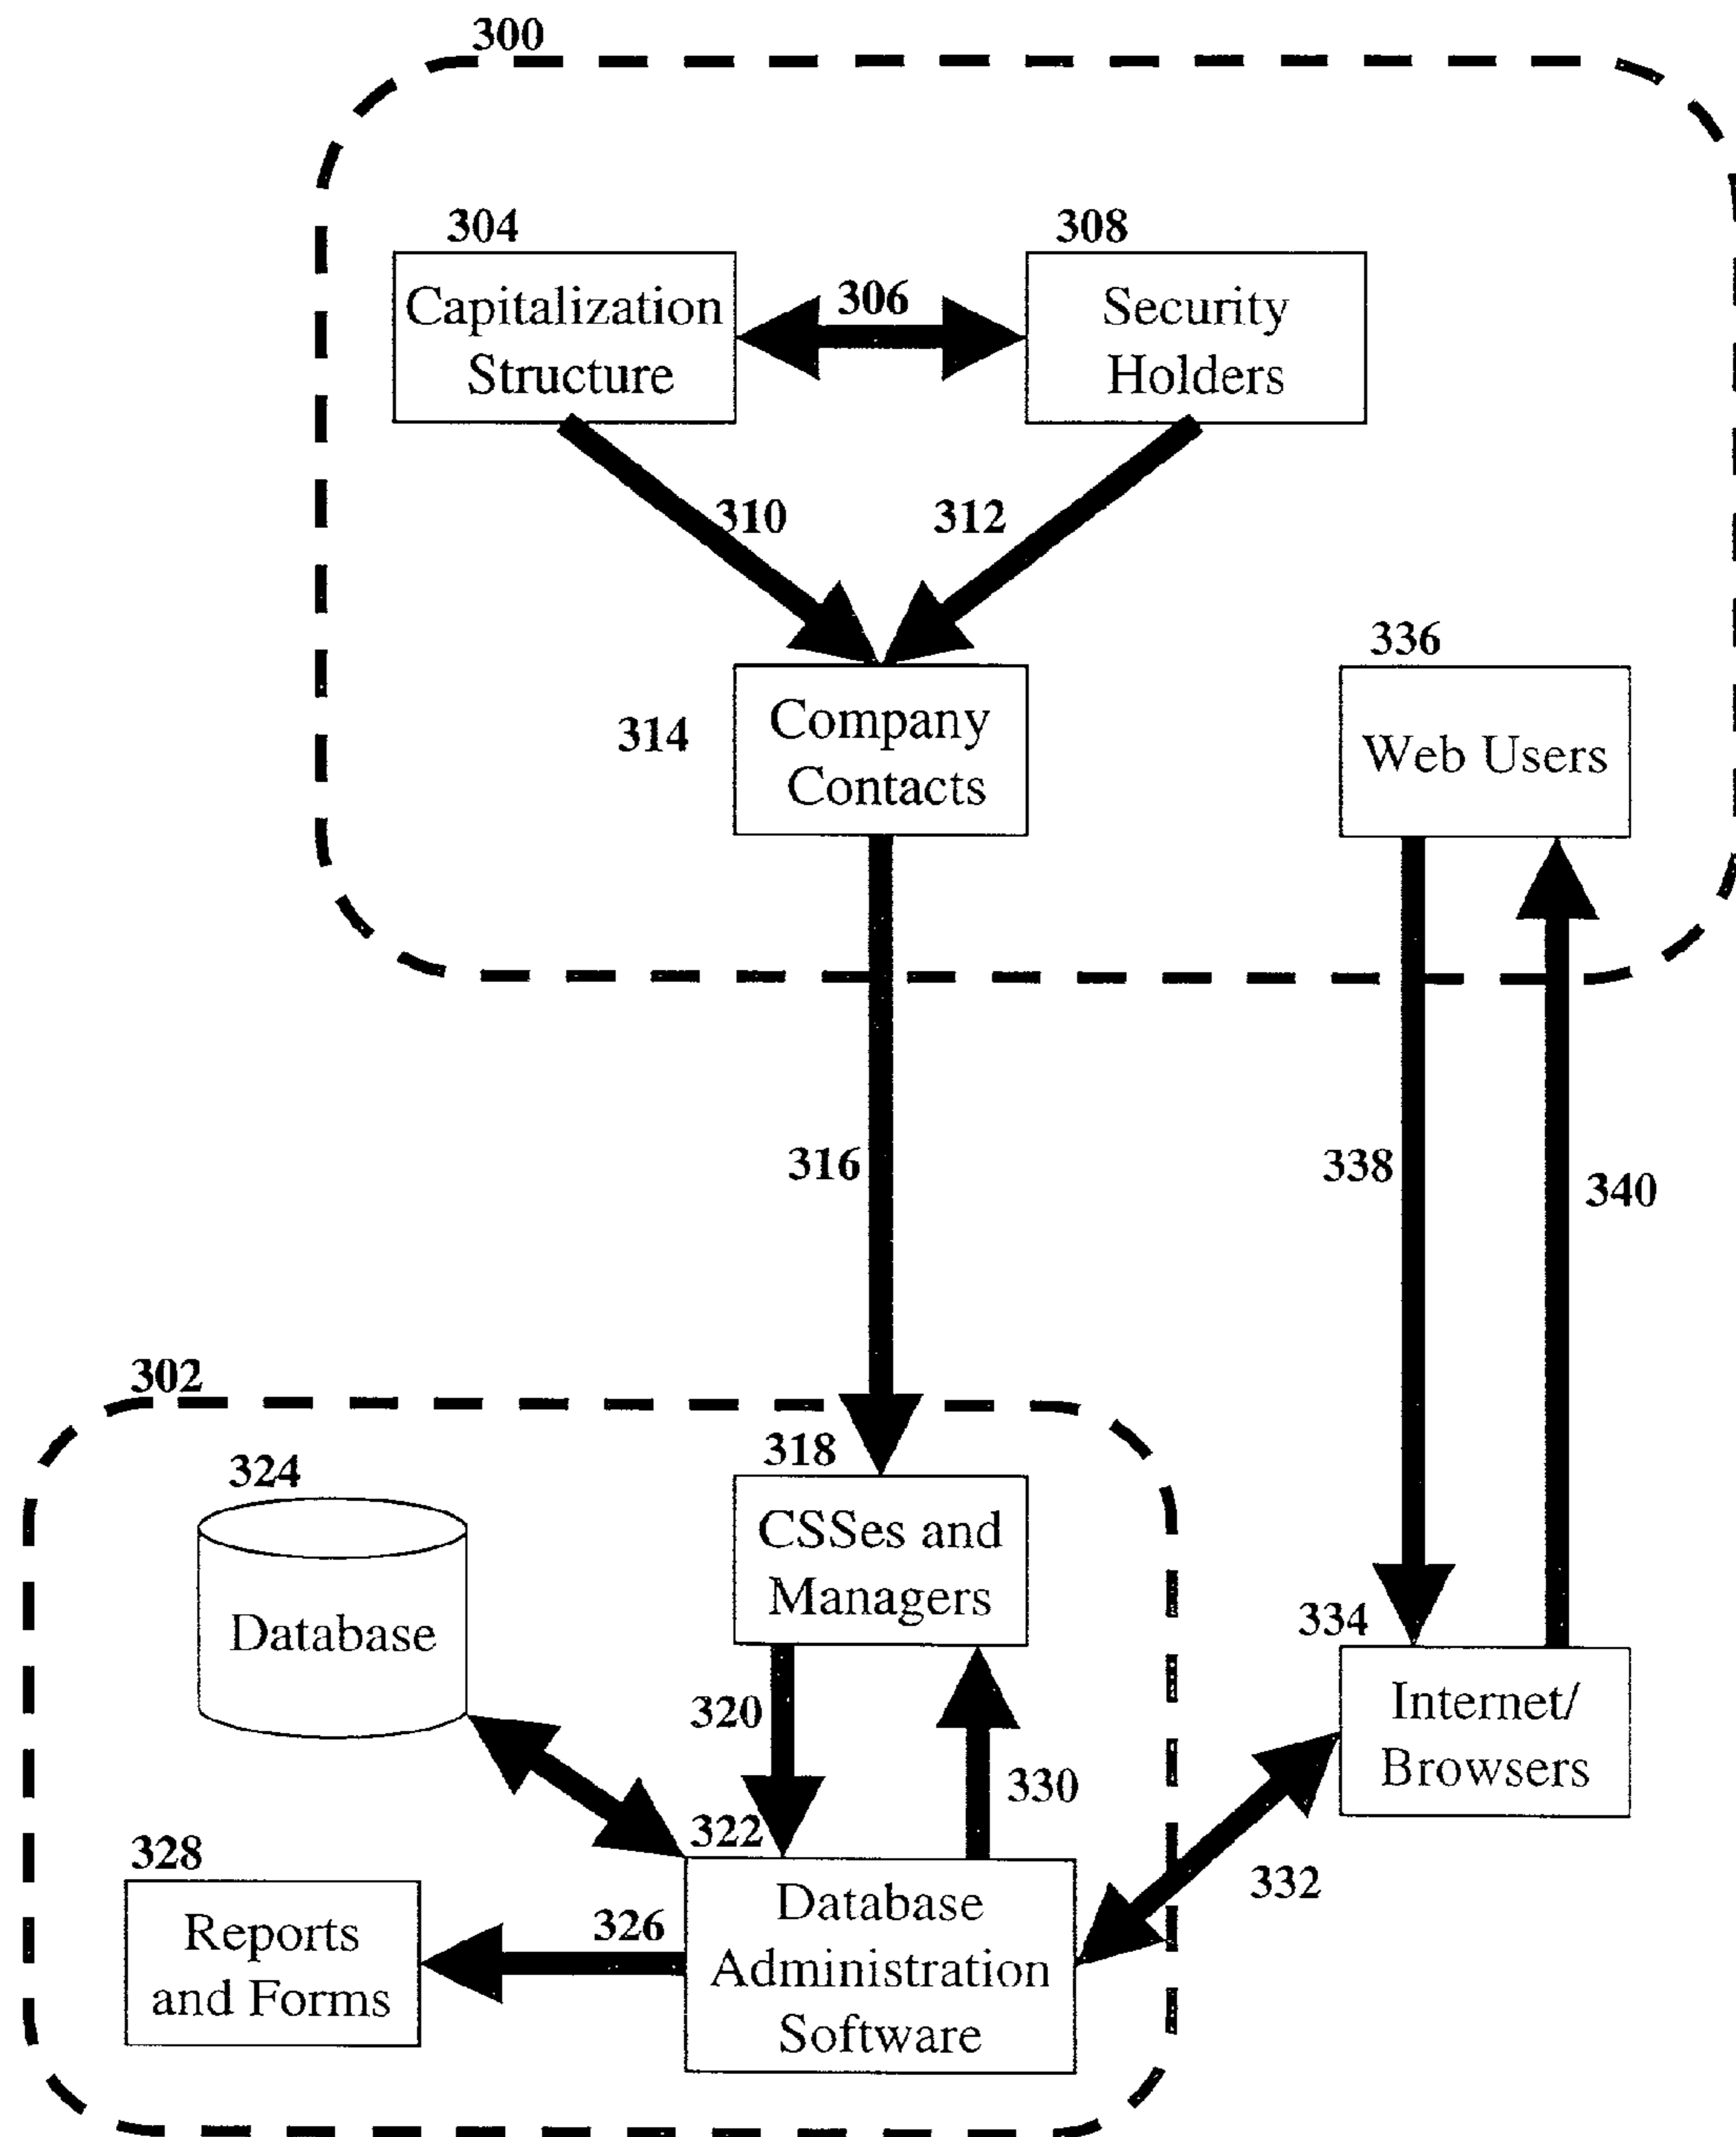 300
304
308
Capitalization
Structure
306
Security
Holders
310
312
314
Company
Contacts
336
Web Users
316
338
340
302
324
318
Database
CSSes and
Managers
334
Internet/
Browsers
320
330
322
332
328
Reports
and Forms
326
Database
Administration
Software